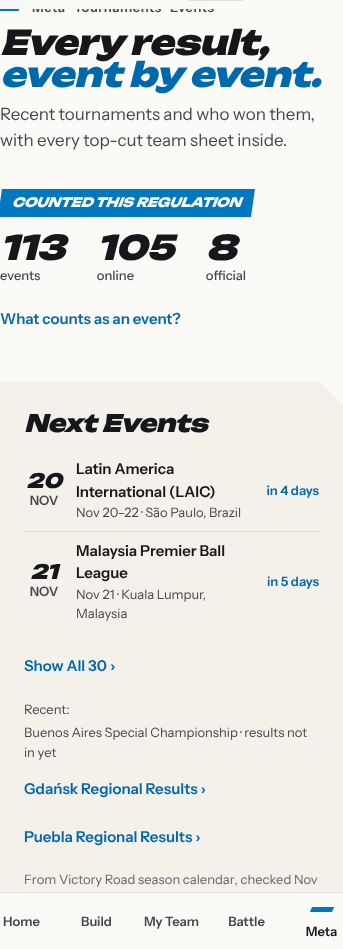 Meta Tournaments Events
Every result,
event by event.
Recent tournaments and who won them,
with every top-cut team sheet inside.
COUNTED THIS REGULATION
113 105 8
events online official
What counts as an event?
Next Events
20 NOV
Latin America
International (LAIC)
Nov 20–22 · São Paulo, Brazil
in 4 days
21 NOV
Malaysia Premier Ball
League
Nov 21 · Kuala Lumpur,
Malaysia
in 5 days
Show All 30 ›
Recent:
Buenos Aires Special Championship · results not
in yet
Gdańsk Regional Results ›
Puebla Regional Results ›
From Victory Road season calendar, checked Nov
Home Build My Team Battle Meta